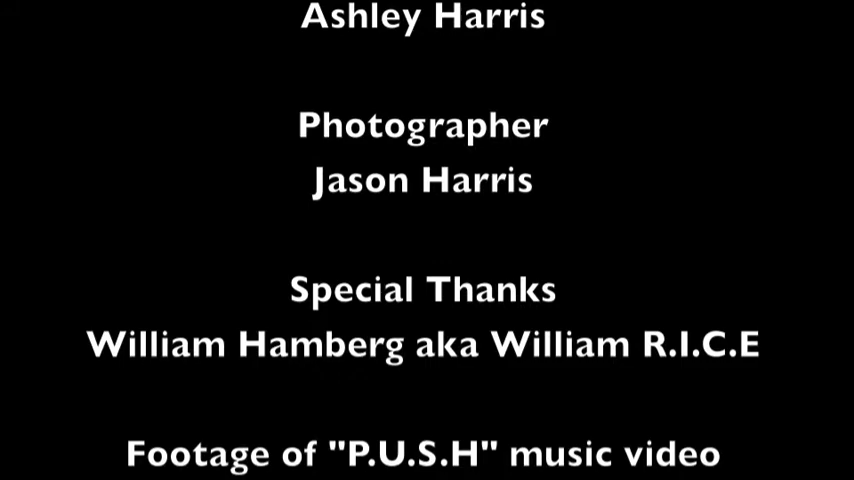 Ashley Harris
Photographer
Jason Harris
Special Thanks
William Hamberg aka William R.I.C.E
Footage of "P.U.S.H" music video